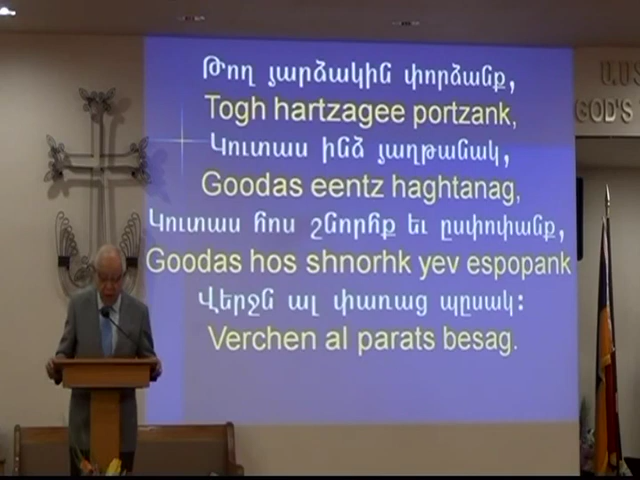 Թող յարձակին փորձանք,
Togh hartzagee portzank,
Կուտաս ինձ յաղթանակ,
Goodas eentz haghtanag,
Կուտաս հոս շնորհք եւ ըսփոփանք,
Goodas hos shnorhk yev espopank
Վերջն ալ փառաց պըսակ:
Verchen al parats besag.
GOD'S